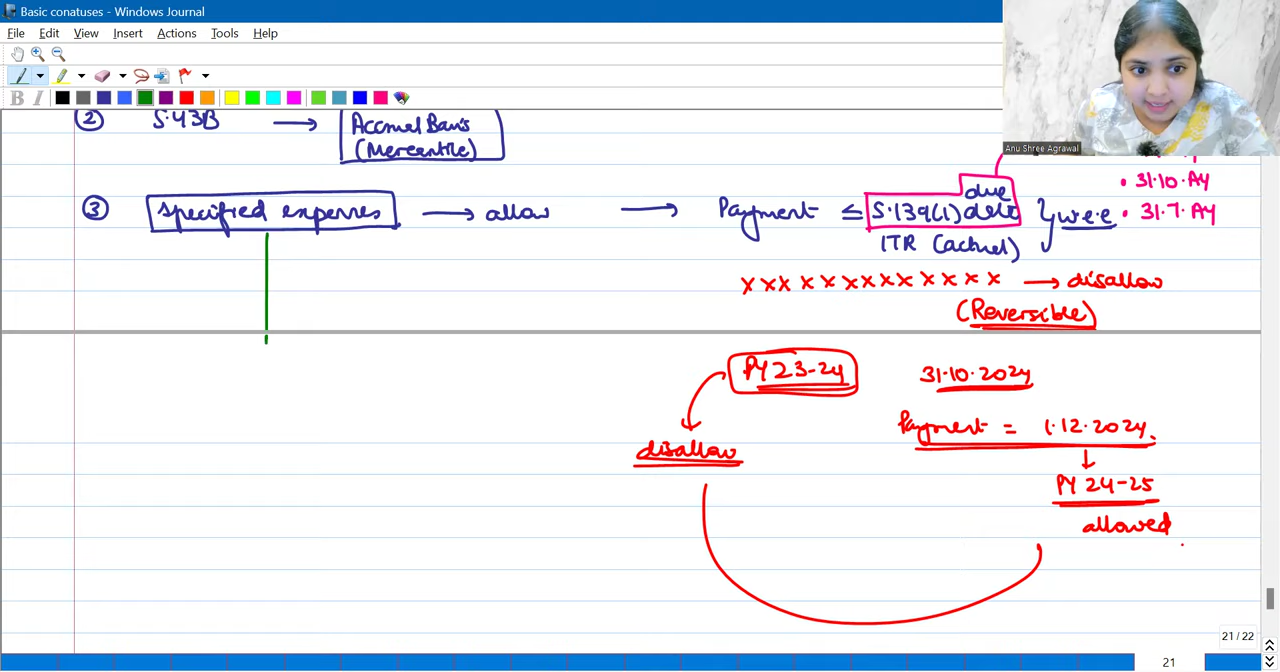 Basic conatuses - Windows Journal
File Edit View Insert Actions Tools Help
Anu Shree Agrawal
② S.43B → Accrual Basis
(Mercantile)
• 31.10.AY
③ specified expenses → allow → Payment ≤ S.139(1) due date } w.e.e • 31.7.AY
ITR (actual)
x x x x x x x x x x x x x → disallow
(Reversible)
PY 23-24 31.10.2024
Payment = 1.12.2024
disallow
PY 24-25
allowed
21 / 22
21